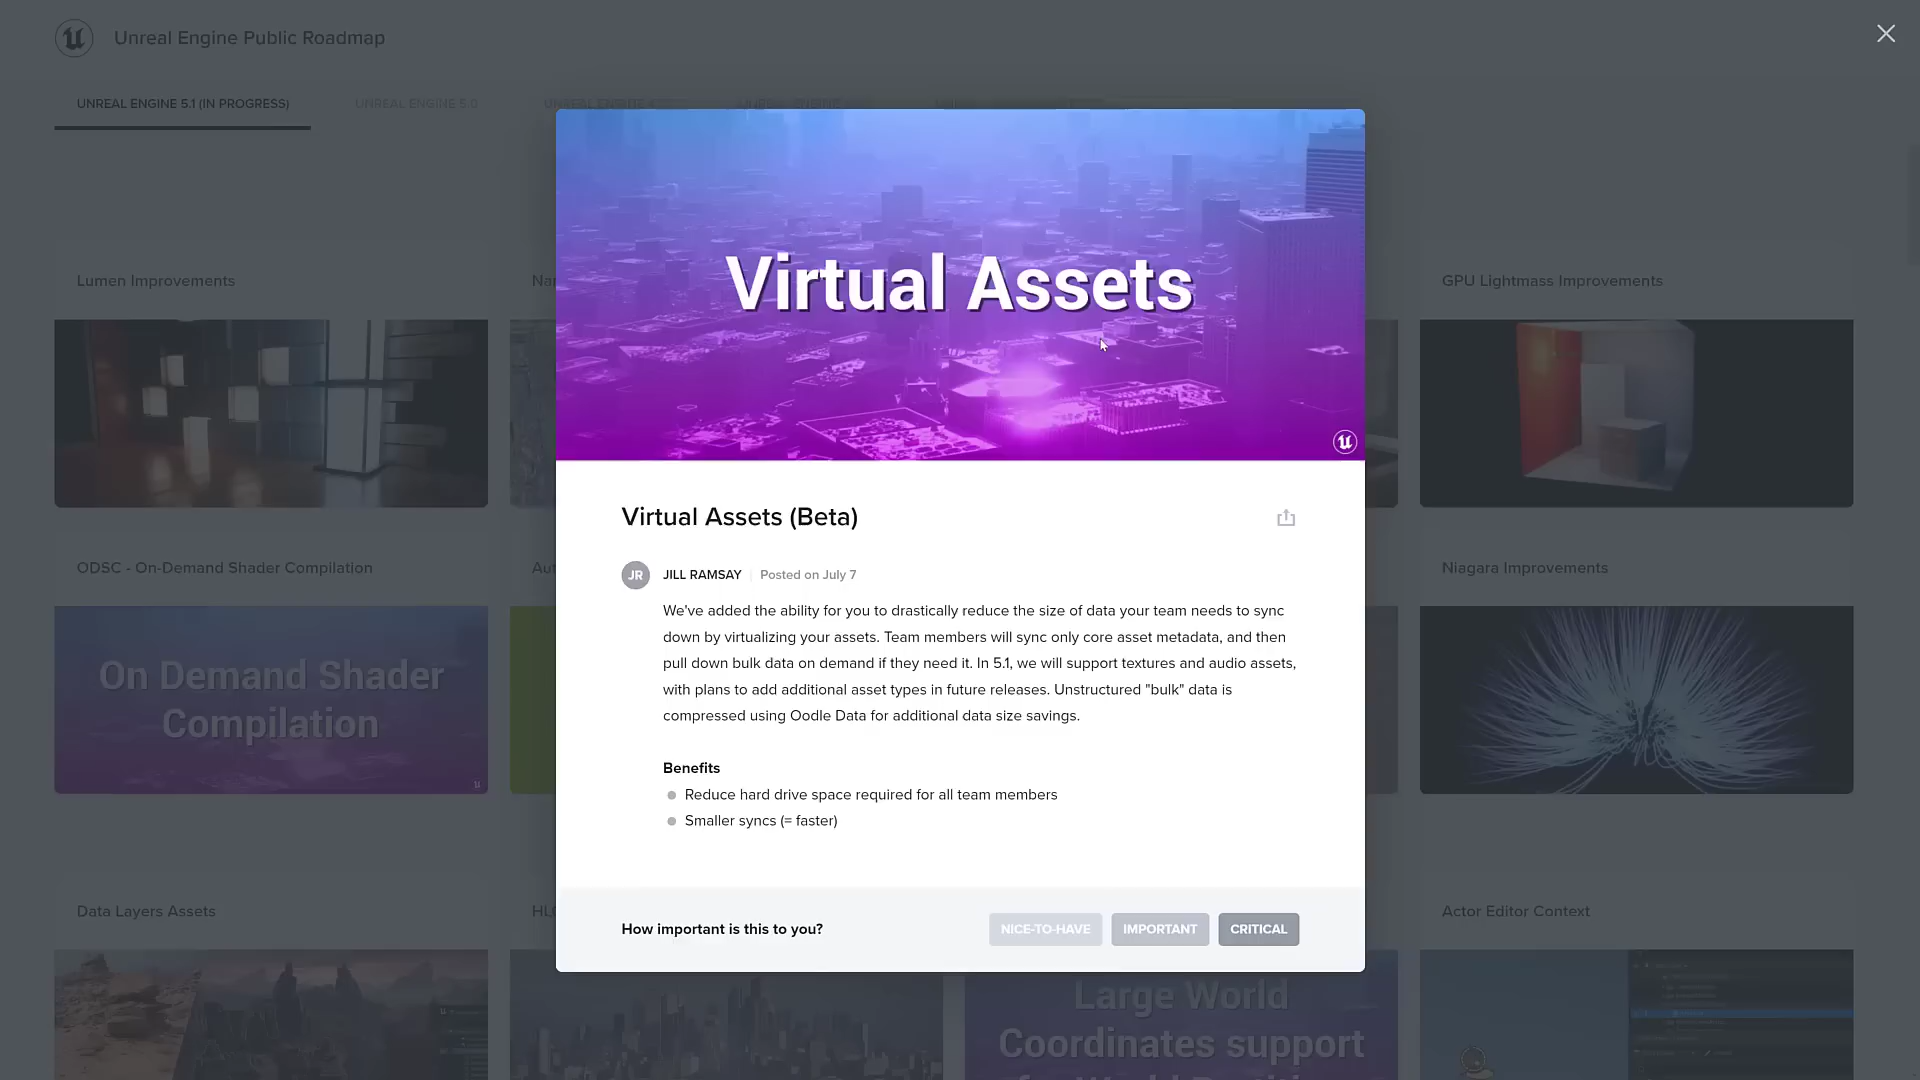 Unreal Engine Public Roadmap
UNREAL ENGINE 5.1 (IN PROGRESS)
UNREAL ENGINE 5.0
Virtual Assets
Lumen Improvements
GPU Lightmass Improvements
Virtual Assets (Beta)
JR
JILL RAMSAY
Posted on July 7
We've added the ability for you to drastically reduce the size of data your team needs to sync
down by virtualizing your assets. Team members will sync only core asset metadata, and then
pull down bulk data on demand if they need it. In 5.1, we will support textures and audio assets,
with plans to add additional asset types in future releases. Unstructured "bulk" data is
compressed using Oodle Data for additional data size savings.
Benefits
Reduce hard drive space required for all team members
Smaller syncs (= faster)
How important is this to you?
NICE-TO-HAVE
IMPORTANT
CRITICAL
ODSC - On-Demand Shader Compilation
Niagara Improvements
On Demand Shader
Compilation
Data Layers Assets
Actor Editor Context
Large World
Coordinates support